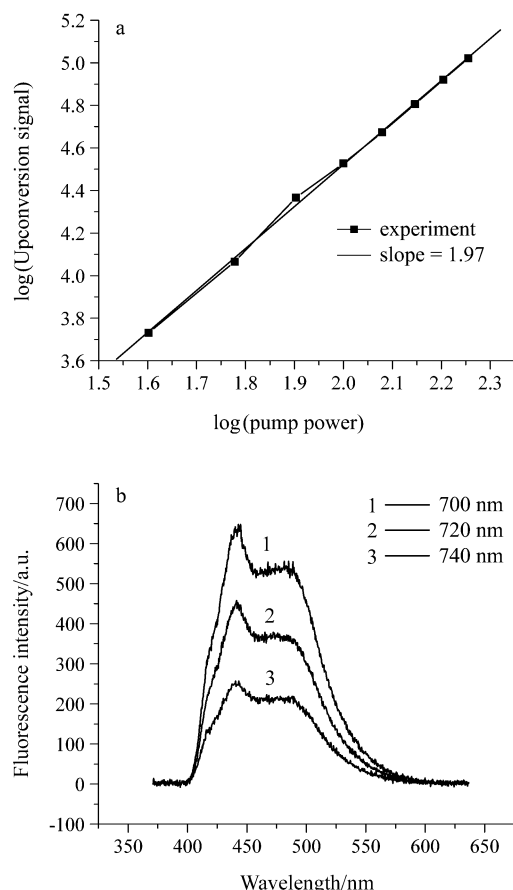 a
log(Upconversion signal)
5.2
5.0
4.8
4.6
4.4
4.2
4.0
3.8
3.6
experiment
slope = 1.97
1.5 1.6 1.7 1.8 1.9 2.0 2.1 2.2 2.3
log(pump power)
b
Fluorescence intensity/a.u.
700
600
500
400
300
200
100
0
-100
1 700 nm
2 720 nm
3 740 nm
1
2
3
350 400 450 500 550 600 650
Wavelength/nm